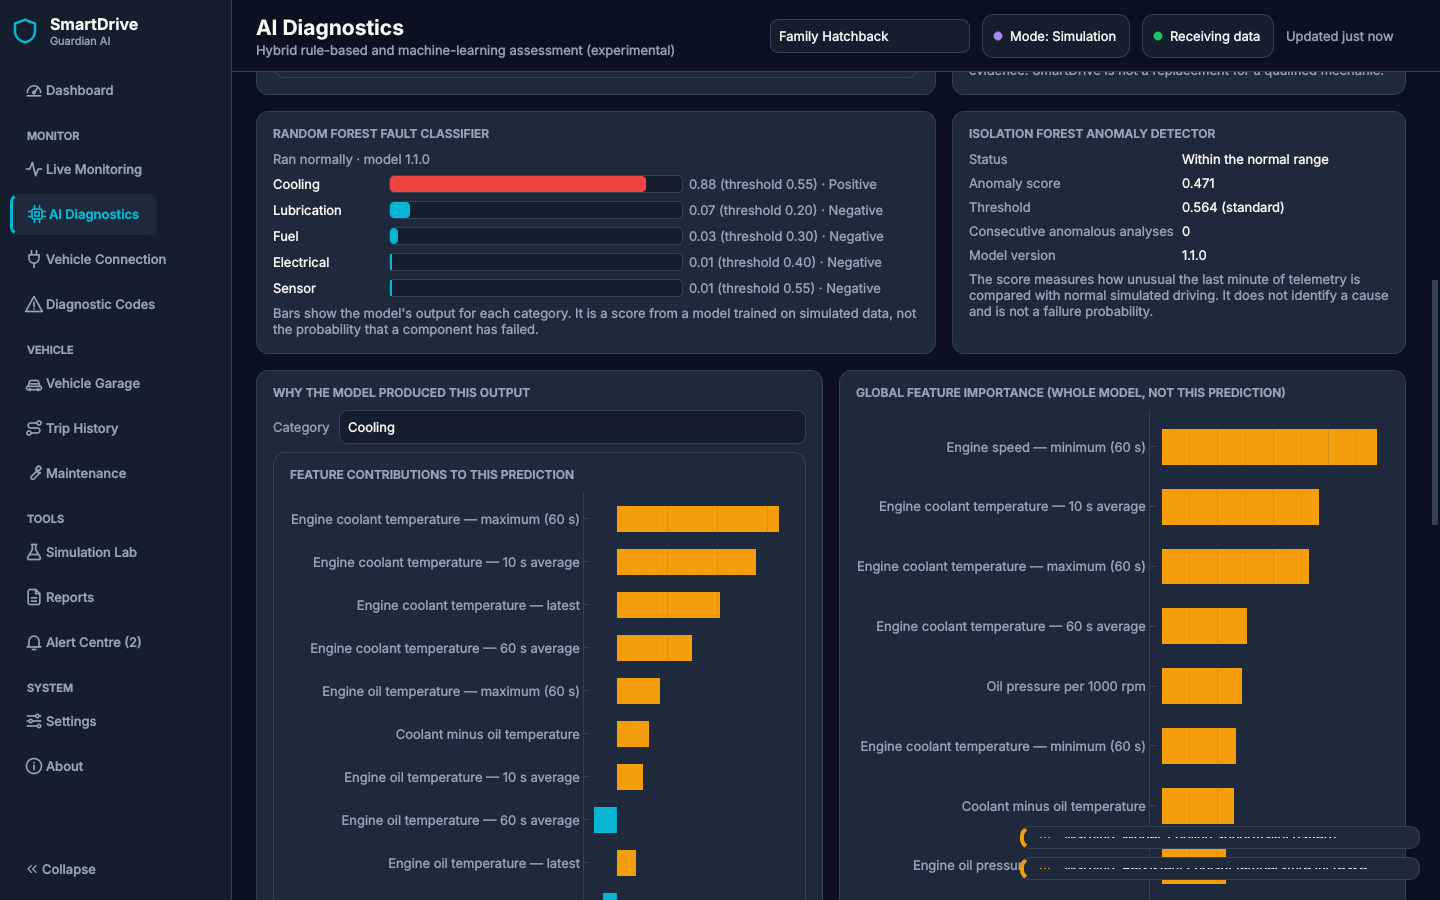 SmartDrive
Guardian AI
Dashboard
MONITOR
Live Monitoring
AI Diagnostics
Vehicle Connection
Diagnostic Codes
VEHICLE
Vehicle Garage
Trip History
Maintenance
TOOLS
Simulation Lab
Reports
Alert Centre (2)
SYSTEM
Settings
About
Collapse
AI Diagnostics
Hybrid rule-based and machine-learning assessment (experimental)
Family Hatchback
Mode: Simulation
Receiving data
Updated just now
evidence. SmartDrive is not a replacement for a qualified mechanic.
RANDOM FOREST FAULT CLASSIFIER
Ran normally · model 1.1.0
Cooling 0.88 (threshold 0.55) · Positive
Lubrication 0.07 (threshold 0.20) · Negative
Fuel 0.03 (threshold 0.30) · Negative
Electrical 0.01 (threshold 0.40) · Negative
Sensor 0.01 (threshold 0.55) · Negative
Bars show the model's output for each category. It is a score from a model trained on simulated data, not
the probability that a component has failed.
ISOLATION FOREST ANOMALY DETECTOR
Status Within the normal range
Anomaly score 0.471
Threshold 0.564 (standard)
Consecutive anomalous analyses 0
Model version 1.1.0
The score measures how unusual the last minute of telemetry is
compared with normal simulated driving. It does not identify a cause
and is not a failure probability.
WHY THE MODEL PRODUCED THIS OUTPUT
Category Cooling
FEATURE CONTRIBUTIONS TO THIS PREDICTION
Engine coolant temperature — maximum (60 s)
Engine coolant temperature — 10 s average
Engine coolant temperature — latest
Engine coolant temperature — 60 s average
Engine oil temperature — maximum (60 s)
Coolant minus oil temperature
Engine oil temperature — 10 s average
Engine oil temperature — 60 s average
Engine oil temperature — latest
GLOBAL FEATURE IMPORTANCE (WHOLE MODEL, NOT THIS PREDICTION)
Engine speed — minimum (60 s)
Engine coolant temperature — 10 s average
Engine coolant temperature — maximum (60 s)
Engine coolant temperature — 60 s average
Oil pressure per 1000 rpm
Engine coolant temperature — minimum (60 s)
Coolant minus oil temperature
Engine oil